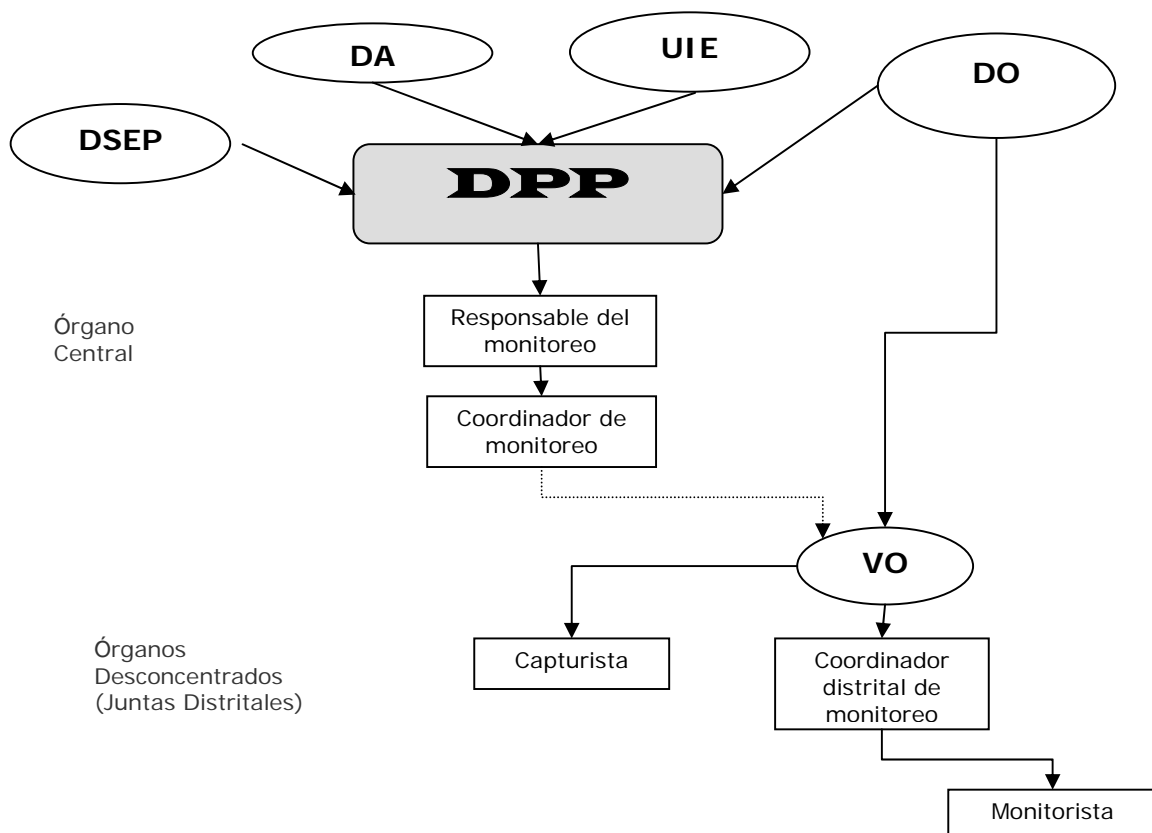 DA
UIE
DO
DSEP
DPP
Responsable del
monitoreo
Órgano
Central
Coordinador de
monitoreo
VO
Órganos
Desconcentrados
(Juntas Distritales)
Capturista
Coordinador
distrital de
monitoreo
Monitorista